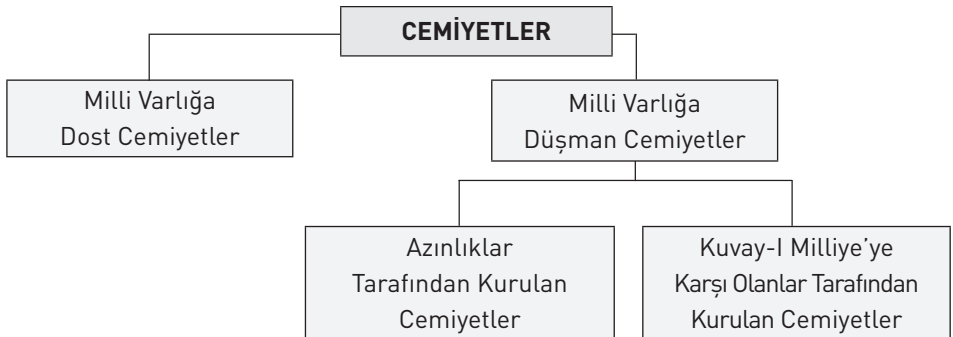 CEMİYETLER
Milli Varlığa
Dost Cemiyetler
Milli Varlığa
Düşman Cemiyetler
Azınlıklar
Tarafından Kurulan
Cemiyetler
Kuvay-I Milliye’ye
Karşı Olanlar Tarafından
Kurulan Cemiyetler